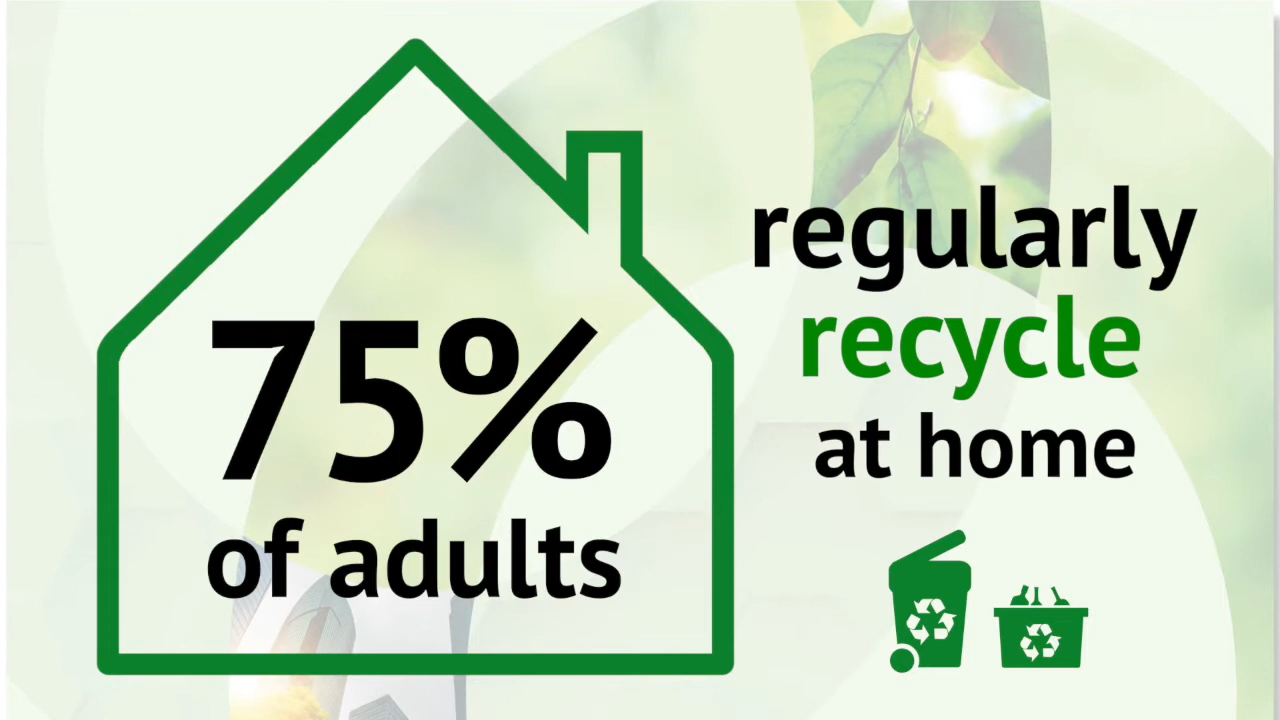 75%
of adults
regularly
recycle
at home